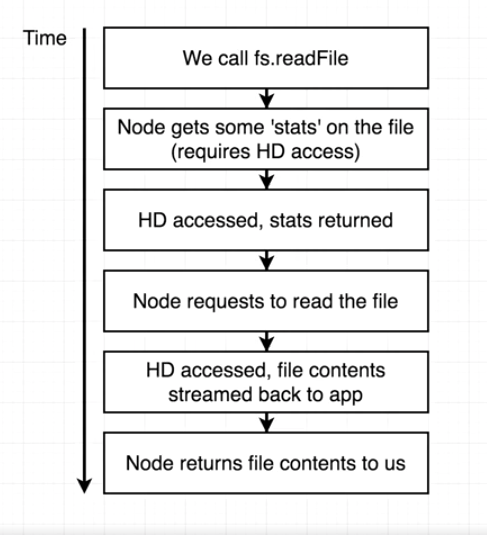 Time
We call fs.readFile
Node gets some 'stats' on the file
(requires HD access)
HD accessed, stats returned
Node requests to read the file
HD accessed, file contents
streamed back to app
Node returns file contents to us